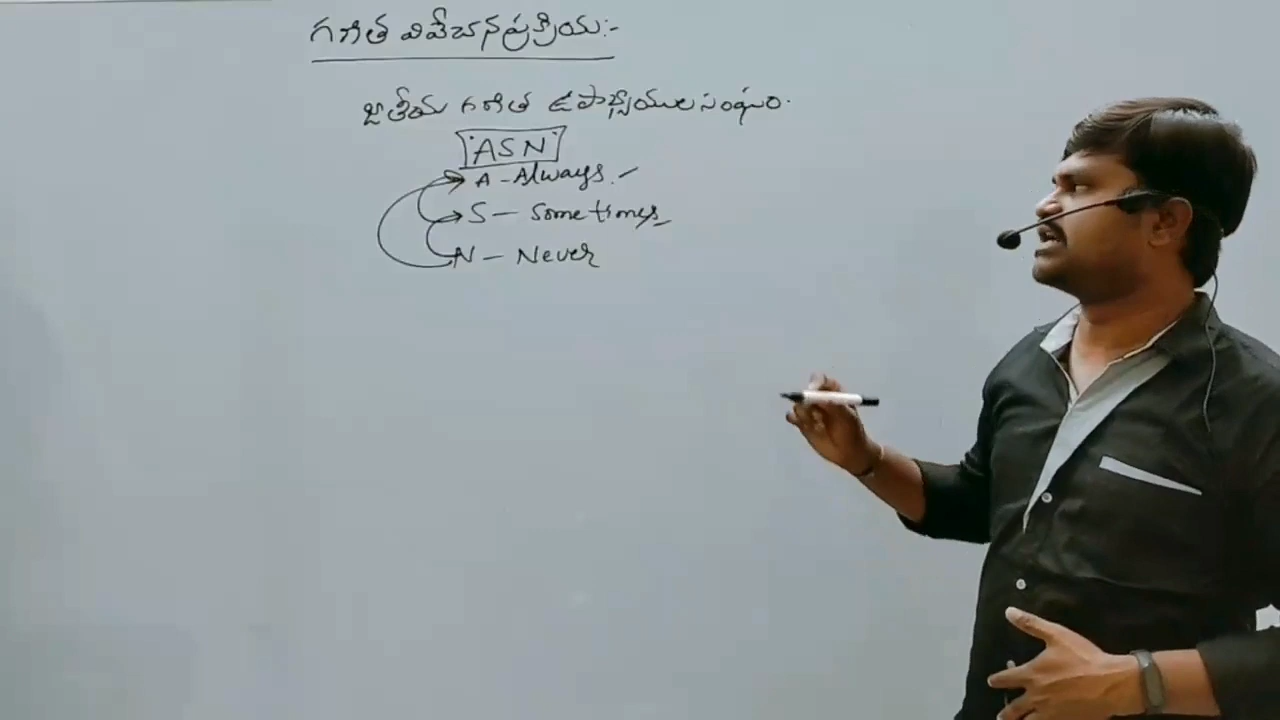 గణిత వివేచన ప్రక్రియ:-
జాతీయ గణిత ఉపాధ్యాయుల సంఘం.
ASN
A - Always.
S - Sometimes
N - Never